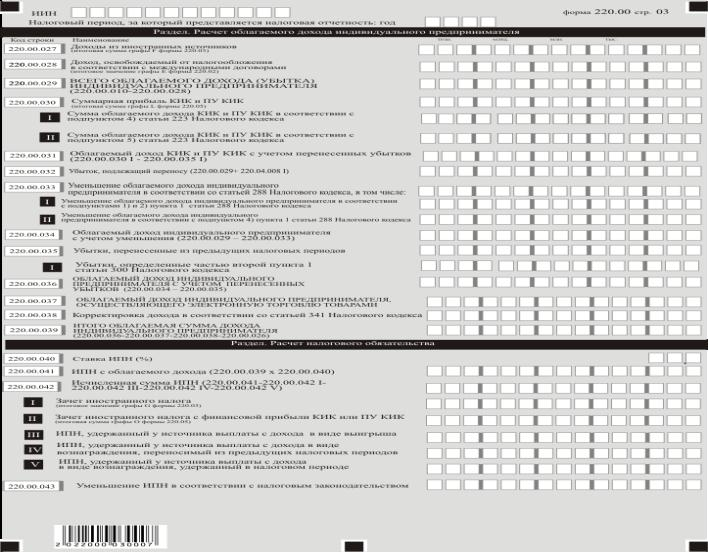 ИИН
форма 220.00 стр. 03
Налоговый период, за который представляется налоговая отчетность: год
Раздел. Расчет облагаемого дохода индивидуального предпринимателя
Код строки Наименование
220.00.027 Доходы из иностранных источников
(итоговая сумма графы F формы 220.05)
220.00.028 Доход, освобождаемый от налогообложения
в соответствии с международными договорами
(итоговое значение графы E формы 220.02)
220.00.029 ВСЕГО ОБЛАГАЕМОГО ДОХОДА (УБЫТКА)
ИНДИВИДУАЛЬНОГО ПРЕДПРИНИМАТЕЛЯ
(220.00.010-220.00.028)
220.00.030 Суммарная прибыль КИК и ПУ КИК
(итоговая сумма графы L формы 220.05)
I Сумма облагаемого дохода КИК и ПУ КИК в соответствии с
подпунктом 4) статьи 223 Налогового кодекса
II Сумма облагаемого дохода КИК и ПУ КИК в соответствии с
подпунктом 5) статьи 223 Налогового кодекса
220.00.031 Облагаемый доход КИК и ПУ КИК с учетом перенесенных убытков
(220.00.030 I - 220.00.035 I)
220.00.032 Убыток, подлежащий переносу (220.00.029+ 220.04.008 I)
220.00.033 Уменьшение облагаемого дохода индивидуального
предпринимателя в соответствии со статьей 288 Налогового кодекса, в том числе:
I Уменьшение облагаемого дохода индивидуального предпринимателя в соответствии
с подпунктами 1) и 2) пункта 1 статьи 288 Налогового кодекса
II Уменьшение облагаемого дохода индивидуального
предпринимателя в соответствии с подпунктом 4) пункта 1 статьи 288 Налогового кодекса
220.00.034 Облагаемый доход индивидуального предпринимателя
с учетом уменьшения (220.00.029 – 220.00.033)
220.00.035 Убытки, перенесенные из предыдущих налоговых периодов
I Убытки, определенные частью второй пункта 1
статьи 300 Налогового кодекса
220.00.036 ОБЛАГАЕМЫЙ ДОХОД ИНДИВИДУАЛЬНОГО
ПРЕДПРИНИМАТЕЛЯ С УЧЕТОМ ПЕРЕНЕСЕННЫХ
УБЫТКОВ (220.00.034 – 220.00.035)
220.00.037 ОБЛАГАЕМЫЙ ДОХОД ИНДИВИДУАЛЬНОГО ПРЕДПРИНИМАТЕЛЯ,
ОСУЩЕСТВЛЯЮЩЕГО ЭЛЕКТРОННУЮ ТОРГОВЛЮ ТОВАРАМИ
220.00.038 Корректировка дохода в соответствии со статьей 341 Налогового кодекса
220.00.039 ИТОГО ОБЛАГАЕМАЯ СУММА ДОХОДА
ИНДИВИДУАЛЬНОГО ПРЕДПРИНИМАТЕЛЯ
(220.00.036-220.00.037-220.00.038-220.00.026)
Раздел. Расчет налогового обязательства
220.00.040 Ставка ИПН (%)
220.00.041 ИПН с облагаемого дохода (220.00.039 х 220.00.040)
220.00.042 Исчисленная сумма ИПН (220.00.041-220.00.042 I-
220.00.042 III-220.00.042 IV-220.00.042 V)
I Зачет иностранного налога
(итоговое значение графы G формы 220.03)
II Зачет иностранного налога с финансовой прибыли КИК или ПУ КИК
(итоговая сумма графы O формы 220.05)
III ИПН, удержанный у источника выплаты с дохода в виде выигрыша
IV ИПН, удержанный у источника выплаты с дохода в виде
вознаграждения, переносимый из предыдущих налоговых периодов
V ИПН, удержанный у источника выплаты с дохода
в виде вознаграждения, удержанный в налоговом периоде
220.00.043 Уменьшение ИПН в соответствии с налоговым законодательством
2022000030007